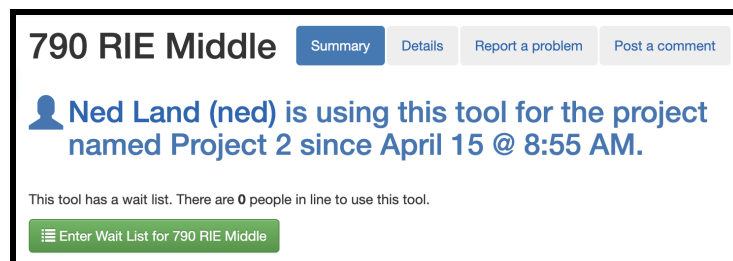 790 RIE Middle Summary Details Report a problem Post a comment
Ned Land (ned) is using this tool for the project
named Project 2 since April 15 @ 8:55 AM.
This tool has a wait list. There are 0 people in line to use this tool.
Enter Wait List for 790 RIE Middle